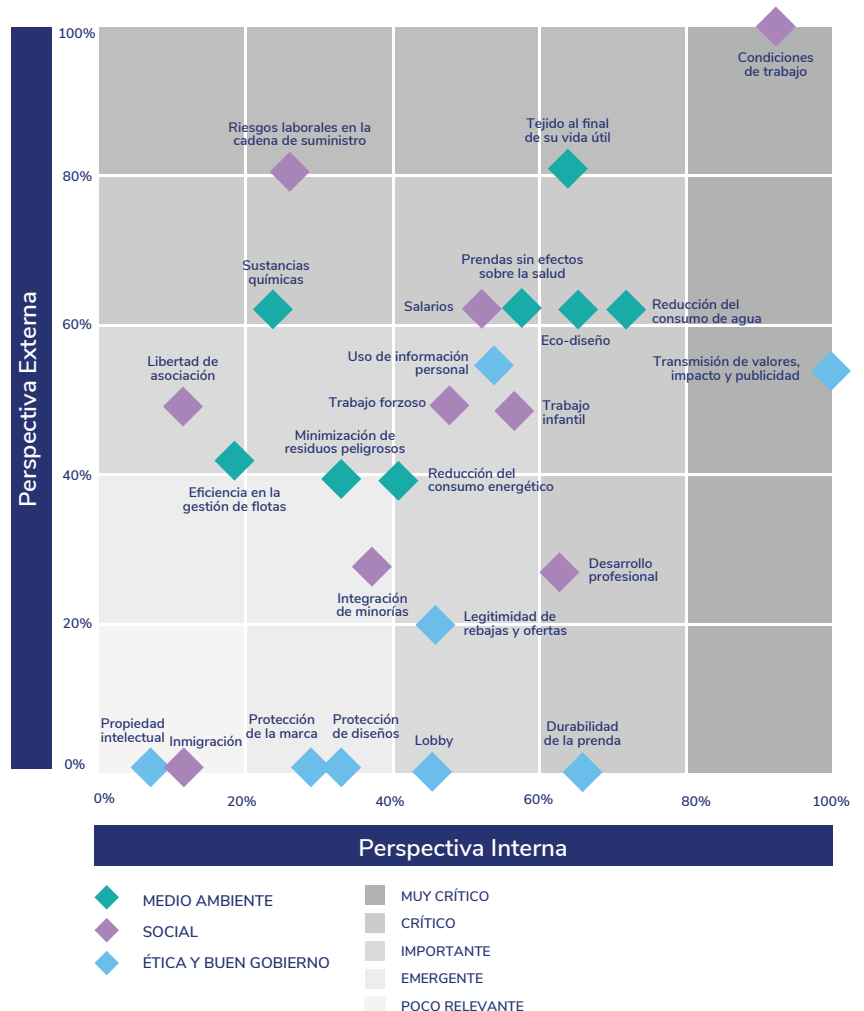 100%
Condiciones
de trabajo
Riesgos laborales en la
cadena de suministro
Tejido al final
de su vida útil
80%
Sustancias
químicas
Prendas sin efectos
sobre la salud
Salarios
Reducción del
consumo de agua
60%
Eco-diseño
Libertad de
asociación
Uso de información
personal
Transmisión de valores,
impacto y publicidad
Trabajo forzoso
Trabajo
infantil
Minimización de
residuos peligrosos
40%
Reducción del
consumo energético
Eficiencia en la
gestión de flotas
Desarrollo
profesional
Integración
de minorías
20%
Legitimidad de
rebajas y ofertas
Propiedad
intelectual
Inmigración
Protección
de la marca
Protección
de diseños
Lobby
Durabilidad
de la prenda
0%
Perspectiva Externa
0%
20%
40%
60%
80%
100%
Perspectiva Interna
MEDIO AMBIENTE
SOCIAL
ÉTICA Y BUEN GOBIERNO
MUY CRÍTICO
CRÍTICO
IMPORTANTE
EMERGENTE
POCO RELEVANTE